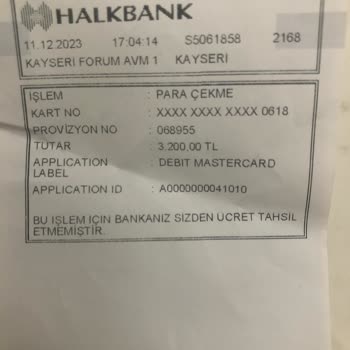 HALKBANK
11.12.2023 17:04:14 S5061858 2168
KAYSERİ FORUM AVM 1 KAYSERİ
İŞLEM : PARA ÇEKME
KART NO : XXXX XXXX XXXX 0618
PROVİZYON NO : 068955
TUTAR : 3.200,00 TL
APPLICATION : DEBIT MASTERCARD
LABEL
APPLICATION ID : A0000000041010
BU İŞLEM İÇİN BANKANIZ SİZDEN ÜCRET TAHSİL
ETMEMİŞTİR.